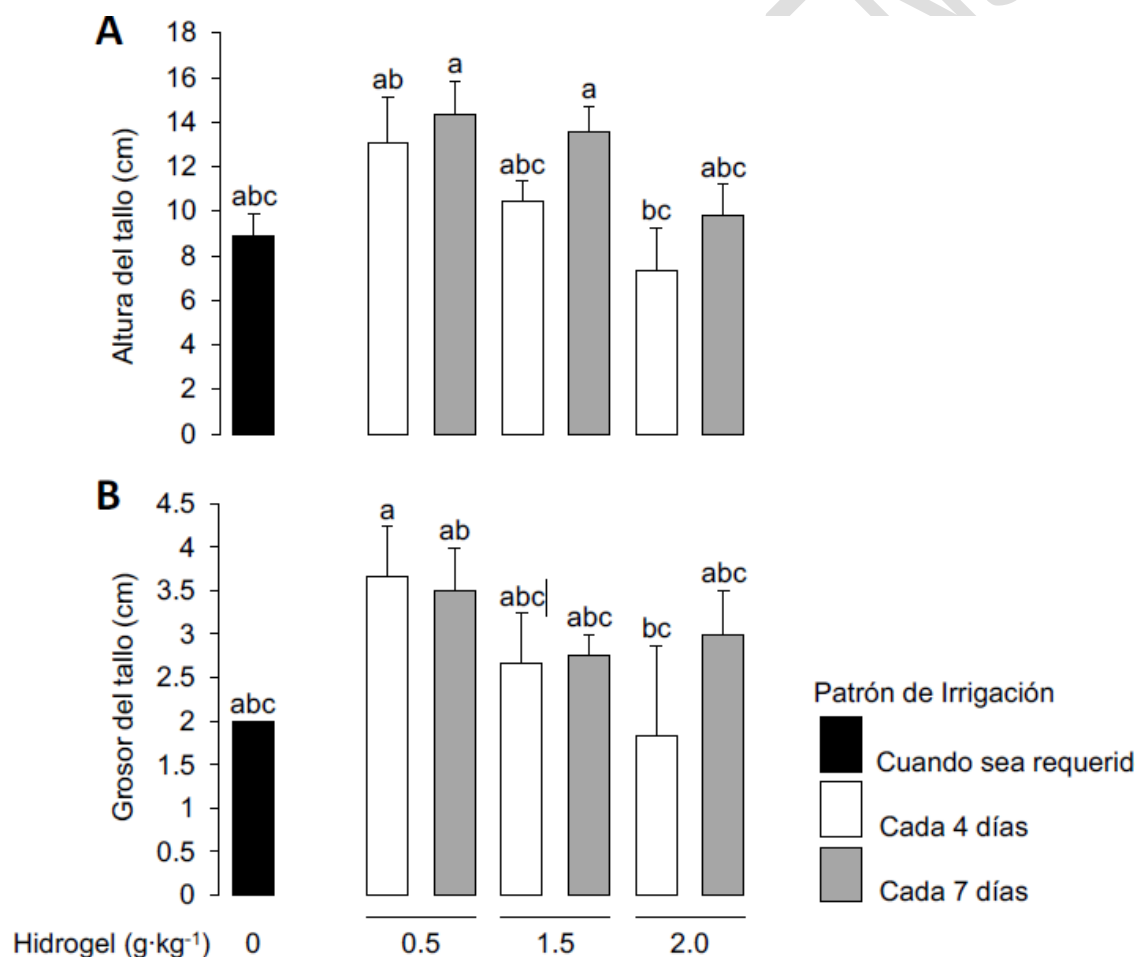 A
Altura del tallo (cm)
18
16
14
12
10
8
6
4
2
0
abc
ab
a
abc
a
bc
abc
B
Grosor del tallo (cm)
4.5
4
3.5
3
2.5
2
1.5
1
0.5
0
abc
a
ab
abc
abc
bc
abc
Patrón de Irrigación
Cuando sea requerid
Cada 4 días
Cada 7 días
Hidrogel (g·kg⁻¹) 0 0.5 1.5 2.0